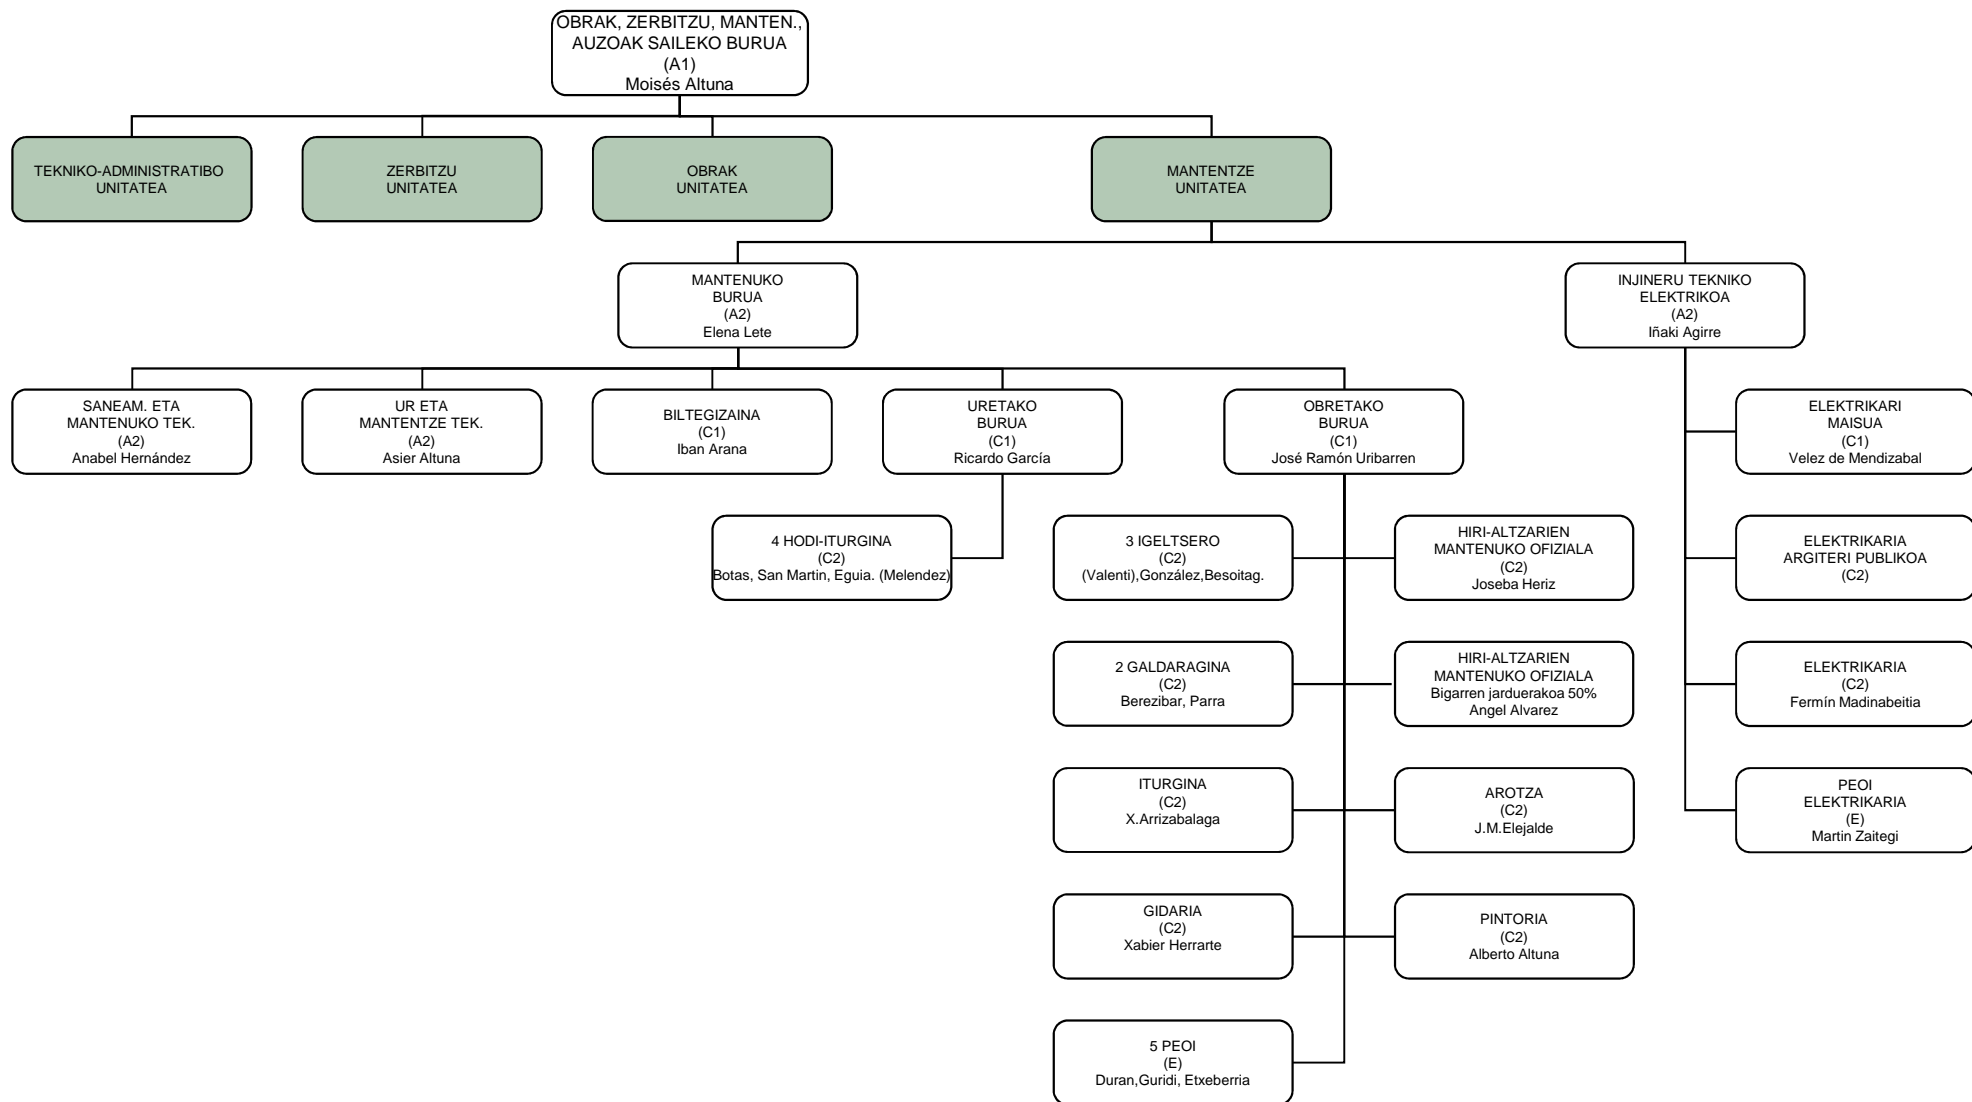 OBRAK, ZERBITZU, MANTEN.,
AUZOAK SAILEKO BURUA
(A1)
Moisés Altuna
TEKNIKO-ADMINISTRATIBO
UNITATEA
ZERBITZU
UNITATEA
OBRAK
UNITATEA
MANTENTZE
UNITATEA
MANTENUKO
BURUA
(A2)
Elena Lete
INJINERU TEKNIKO
ELEKTRIKOA
(A2)
Iñaki Agirre
SANEAM. ETA
MANTENUKO TEK.
(A2)
Anabel Hernández
UR ETA
MANTENTZE TEK.
(A2)
Asier Altuna
BILTEGIZAINA
(C1)
Iban Arana
URETAKO
BURUA
(C1)
Ricardo García
OBRETAKO
BURUA
(C1)
José Ramón Uribarren
ELEKTRIKARI
MAISUA
(C1)
Velez de Mendizabal
4 HODI-ITURGINA
(C2)
Botas, San Martin, Eguia. (Melendez)
3 IGELTSERO
(C2)
(Valenti),González,Besoitag.
HIRI-ALTZARIEN
MANTENUKO OFIZIALA
(C2)
Joseba Heriz
ELEKTRIKARIA
ARGITERI PUBLIKOA
(C2)
2 GALDARAGINA
(C2)
Berezibar, Parra
HIRI-ALTZARIEN
MANTENUKO OFIZIALA
Bigarren jarduerakoa 50%
Angel Alvarez
ELEKTRIKARIA
(C2)
Fermín Madinabeitia
ITURGINA
(C2)
X.Arrizabalaga
AROTZA
(C2)
J.M.Elejalde
PEOI
ELEKTRIKARIA
(E)
Martin Zaitegi
GIDARIA
(C2)
Xabier Herrarte
PINTORIA
(C2)
Alberto Altuna
5 PEOI
(E)
Duran,Guridi, Etxeberria